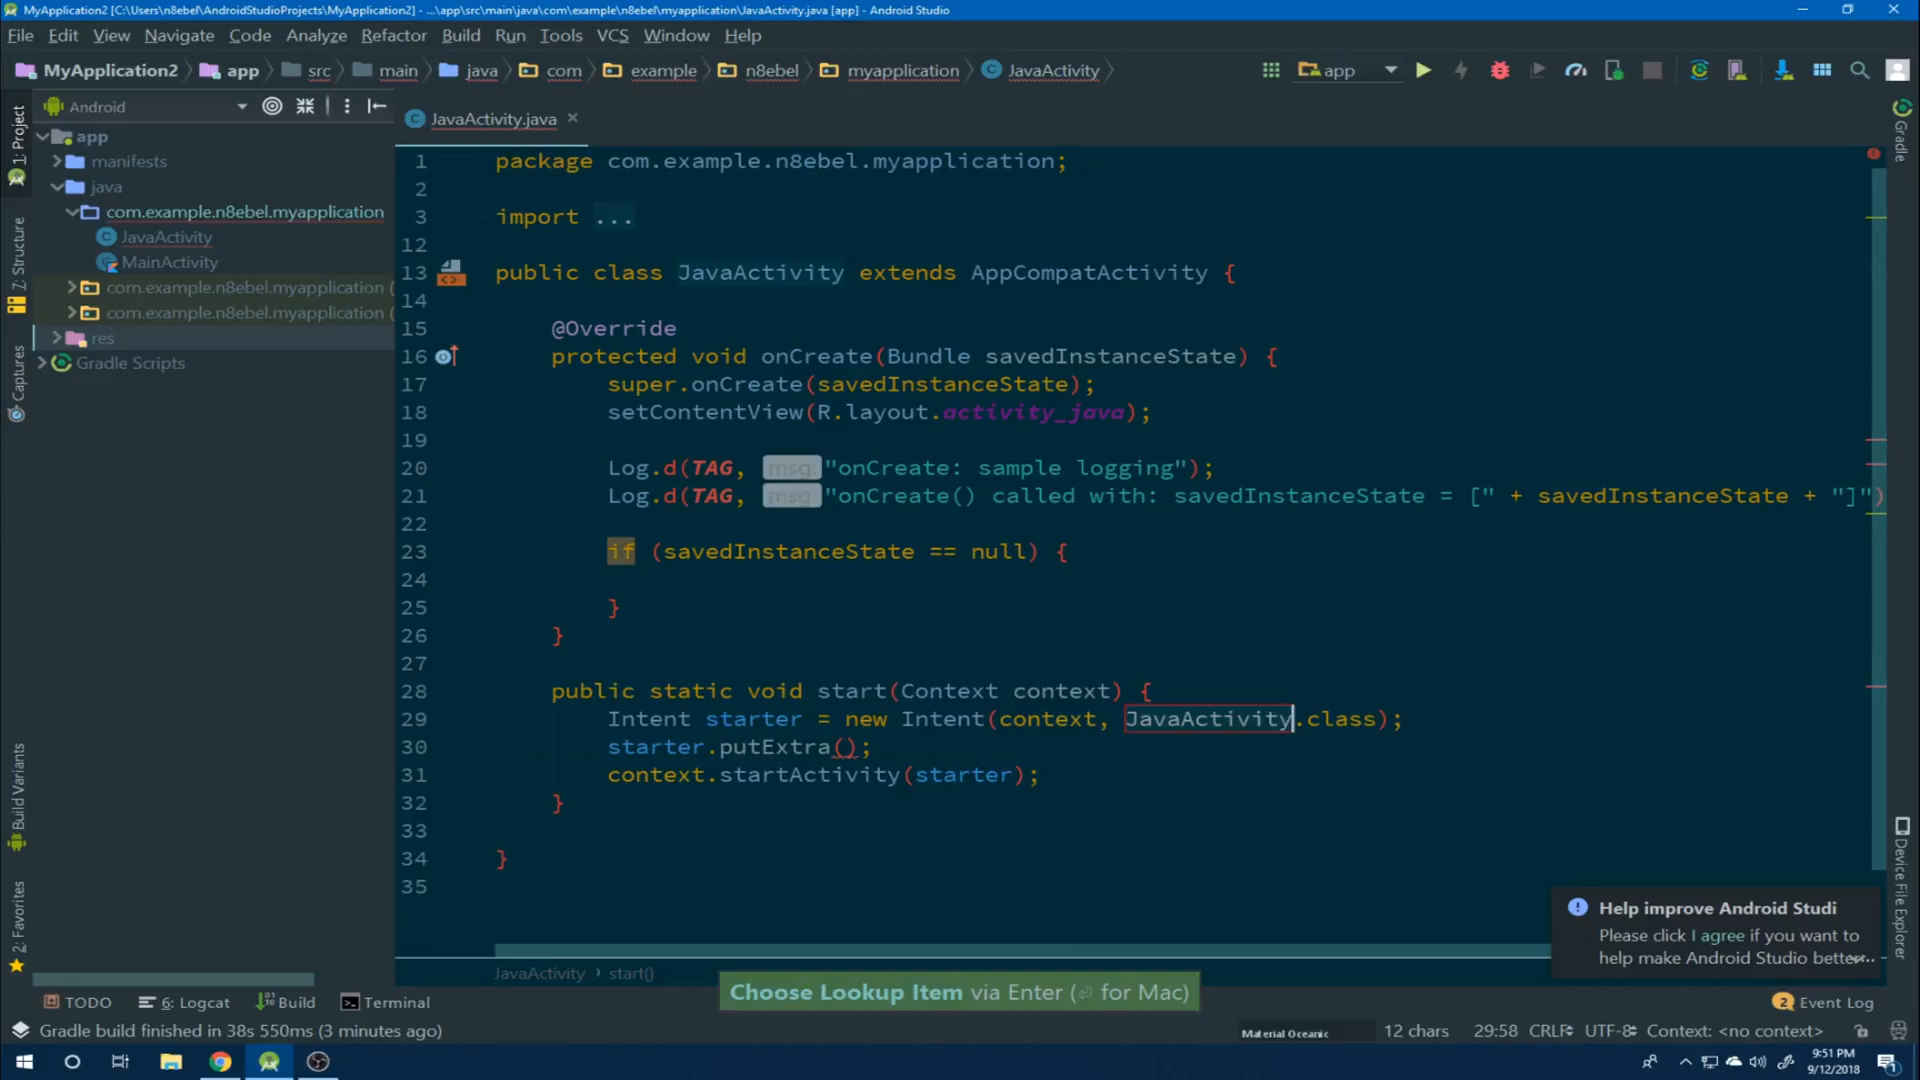 MyApplication2 [C:\Users\n8ebel\AndroidStudioProjects\MyApplication2] - ...\app\src\main\java\com\example\n8ebel\myapplication\JavaActivity.java [app] - Android Studio
File Edit View Navigate Code Analyze Refactor Build Run Tools VCS Window Help
MyApplication2 app src main java com example n8ebel myapplication JavaActivity app
Android
JavaActivity.java
1: Project
Z: Structure
Captures
Build Variants
2: Favorites
app
manifests
java
com.example.n8ebel.myapplication
JavaActivity
MainActivity
com.example.n8ebel.myapplication (
com.example.n8ebel.myapplication (
res
Gradle Scripts
1 package com.example.n8ebel.myapplication;
2
3 import ...
12
13 public class JavaActivity extends AppCompatActivity {
14
15 @Override
16 protected void onCreate(Bundle savedInstanceState) {
17 super.onCreate(savedInstanceState);
18 setContentView(R.layout.activity_java);
19
20 Log.d(TAG, msg: "onCreate: sample logging");
21 Log.d(TAG, msg: "onCreate() called with: savedInstanceState = [" + savedInstanceState + "]")
22
23 if (savedInstanceState == null) {
24
25 }
26 }
27
28 public static void start(Context context) {
29 Intent starter = new Intent(context, JavaActivity.class);
30 starter.putExtra();
31 context.startActivity(starter);
32 }
33
34 }
35
Gradle
Device File Explorer
Help improve Android Studi
Please click I agree if you want to
help make Android Studio better...
JavaActivity › start()
Choose Lookup Item via Enter (⏎ for Mac)
TODO 6: Logcat Build Terminal
2 Event Log
Gradle build finished in 38s 550ms (3 minutes ago)
Material Oceanic 12 chars 29:58 CRLF UTF-8 Context: <no context>
9:51 PM
9/12/2018
1